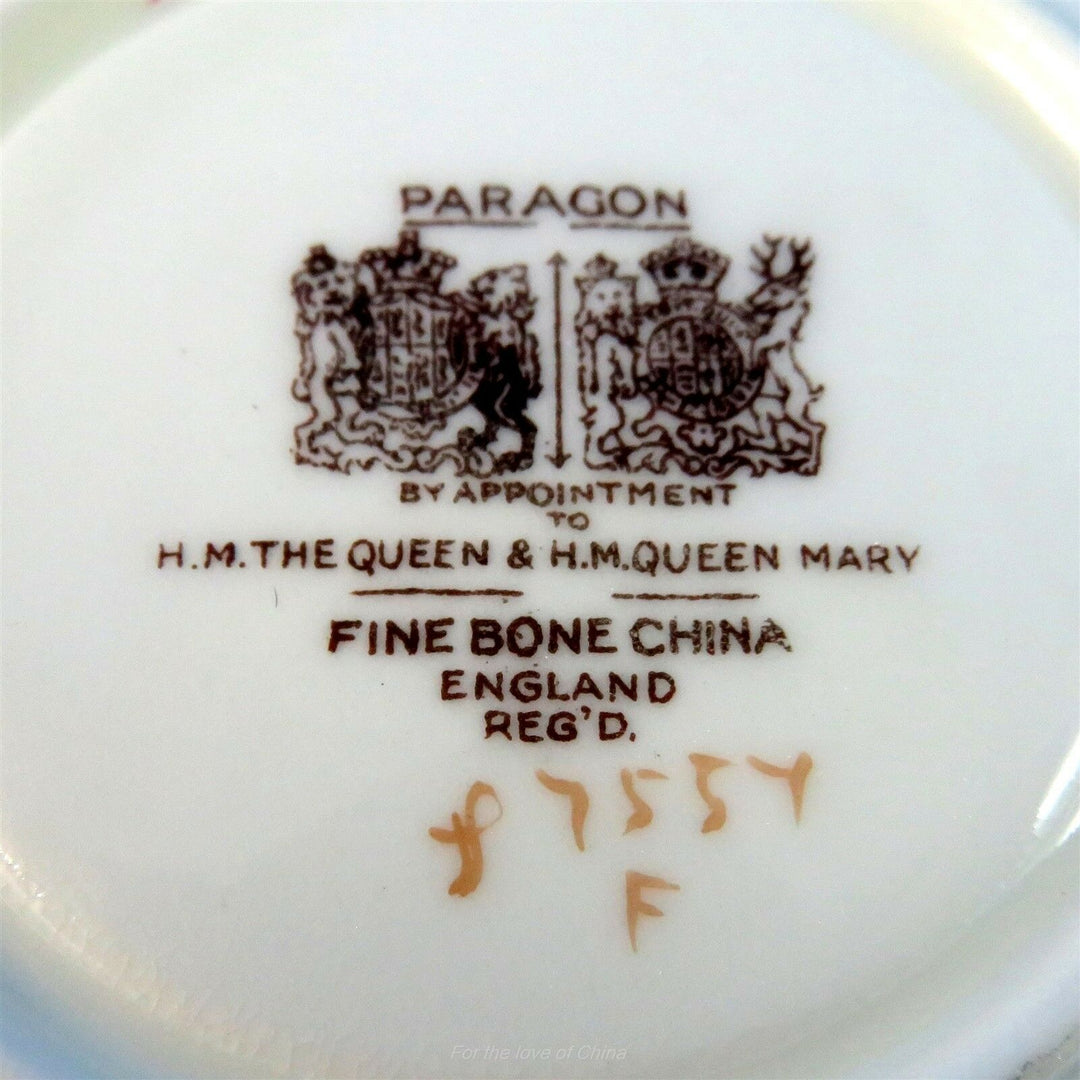 PARAGON
BY APPOINTMENT
TO
H.M. THE QUEEN & H.M. QUEEN MARY
FINE BONE CHINA
ENGLAND
REG'D.
F
For the love of China